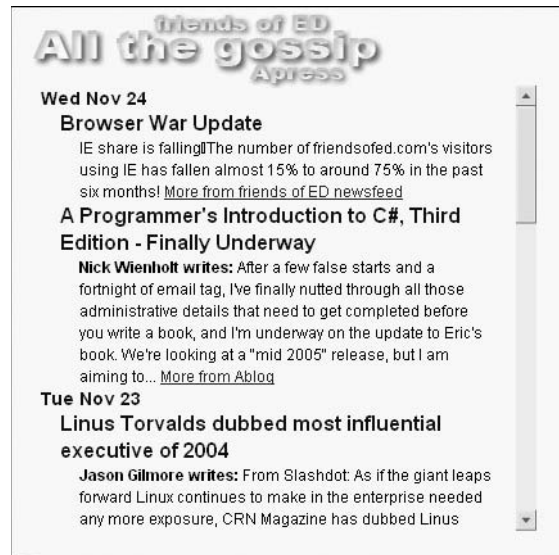 friends of ED
All the gossip
Apress
Wed Nov 24
Browser War Update
IE share is falling▯The number of friendsofed.com's visitors
using IE has fallen almost 15% to around 75% in the past
six months! More from friends of ED newsfeed
A Programmer's Introduction to C#, Third
Edition - Finally Underway
Nick Wienholt writes: After a few false starts and a
fortnight of email tag, I've finally nutted through all those
administrative details that need to get completed before
you write a book, and I'm underway on the update to Eric's
book. We're looking at a "mid 2005" release, but I am
aiming to... More from Ablog
Tue Nov 23
Linus Torvalds dubbed most influential
executive of 2004
Jason Gilmore writes: From Slashdot: As if the giant leaps
forward Linux continues to make in the enterprise needed
any more exposure, CRN Magazine has dubbed Linus